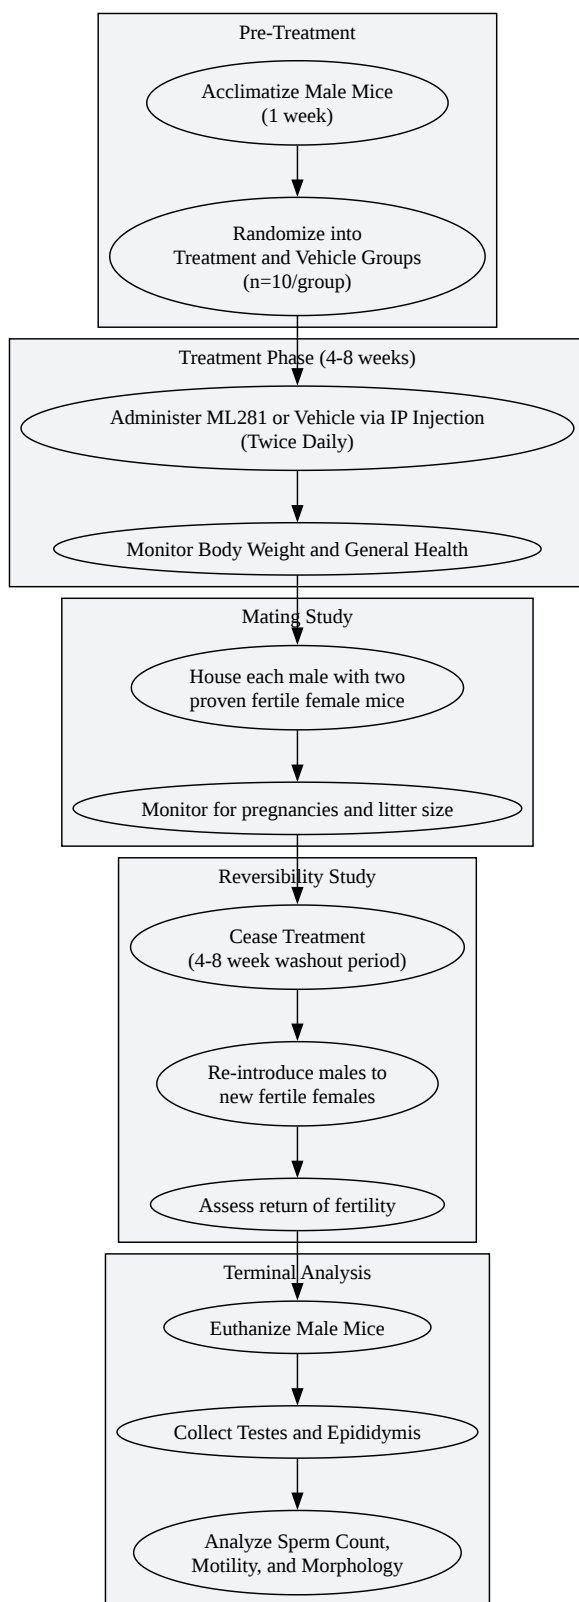 Pre-Treatment
Acclimatize Male Mice
(1 week)
Randomize into
Treatment and Vehicle Groups
(n=10/group)
Treatment Phase (4-8 weeks)
Administer ML281 or Vehicle via IP Injection
(Twice Daily)
Monitor Body Weight and General Health
Mating Study
House each male with two
proven fertile female mice
Monitor for pregnancies and litter size
Reversibility Study
Cease Treatment
(4-8 week washout period)
Re-introduce males to
new fertile females
Assess return of fertility
Terminal Analysis
Euthanize Male Mice
Collect Testes and Epididymis
Analyze Sperm Count,
Motility, and Morphology